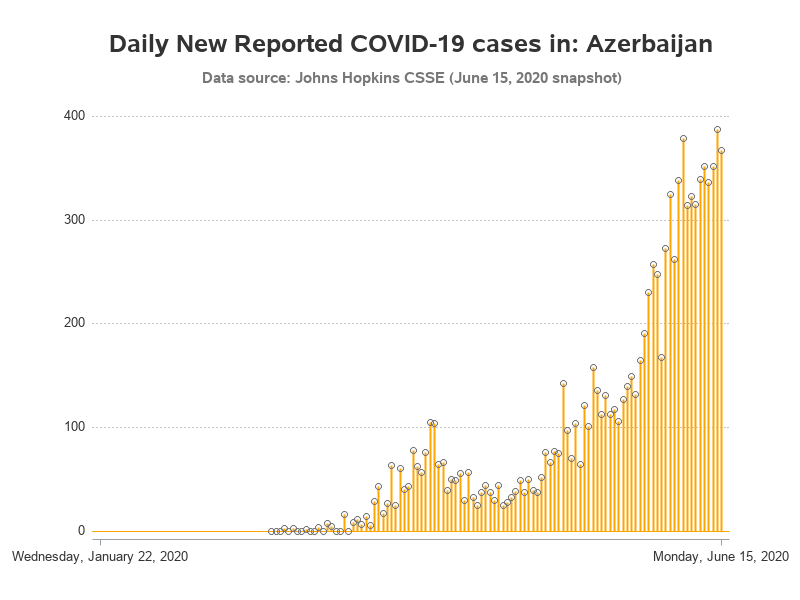 Daily New Reported COVID-19 cases in: Azerbaijan
Data source: Johns Hopkins CSSE (June 15, 2020 snapshot)
400
300
200
100
0
Wednesday, January 22, 2020
Monday, June 15, 2020